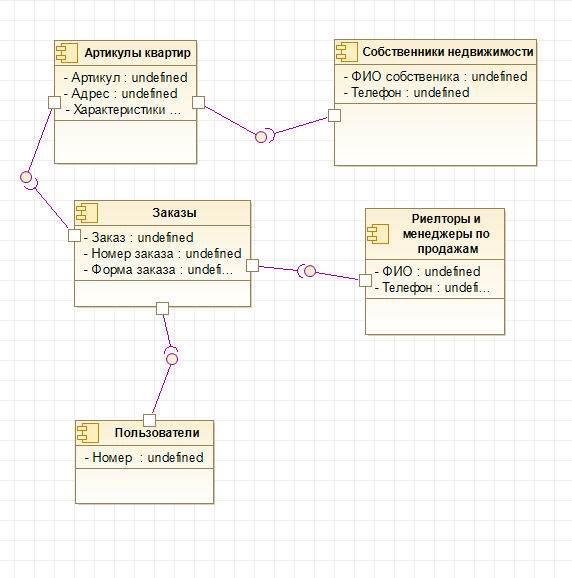 Артикулы квартир
- Артикул : undefined
- Адрес : undefined
- Характеристики ...
Собственники недвижимости
- ФИО собственика : undefined
- Телефон : undefined
Заказы
- Заказ : undefined
- Номер заказа : undefined
- Форма заказа : undefi...
Риелторы и
менеджеры по
продажам
- ФИО : undefined
- Телефон : undefi...
Пользователи
- Номер : undefined